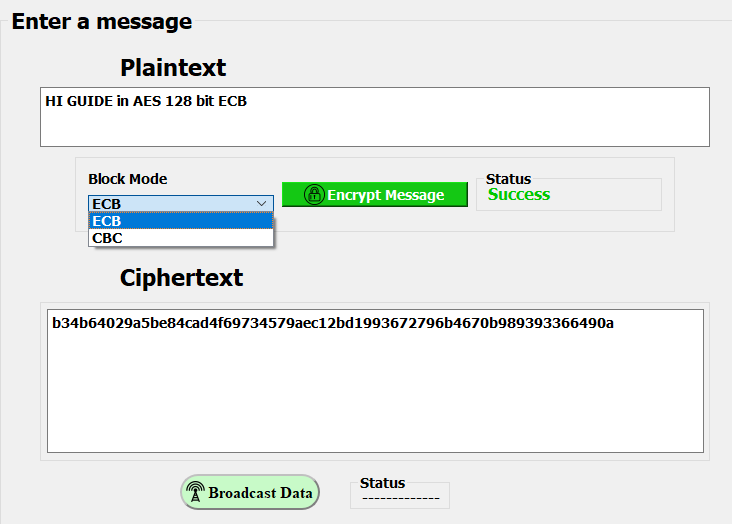 Enter a message
Plaintext
HI GUIDE in AES 128 bit ECB
Block Mode
ECB
ECB
CBC
Encrypt Message
Status
Success
Ciphertext
b34b64029a5be84cad4f69734579aec12bd1993672796b4670b989393366490a
Broadcast Data
Status
-------------